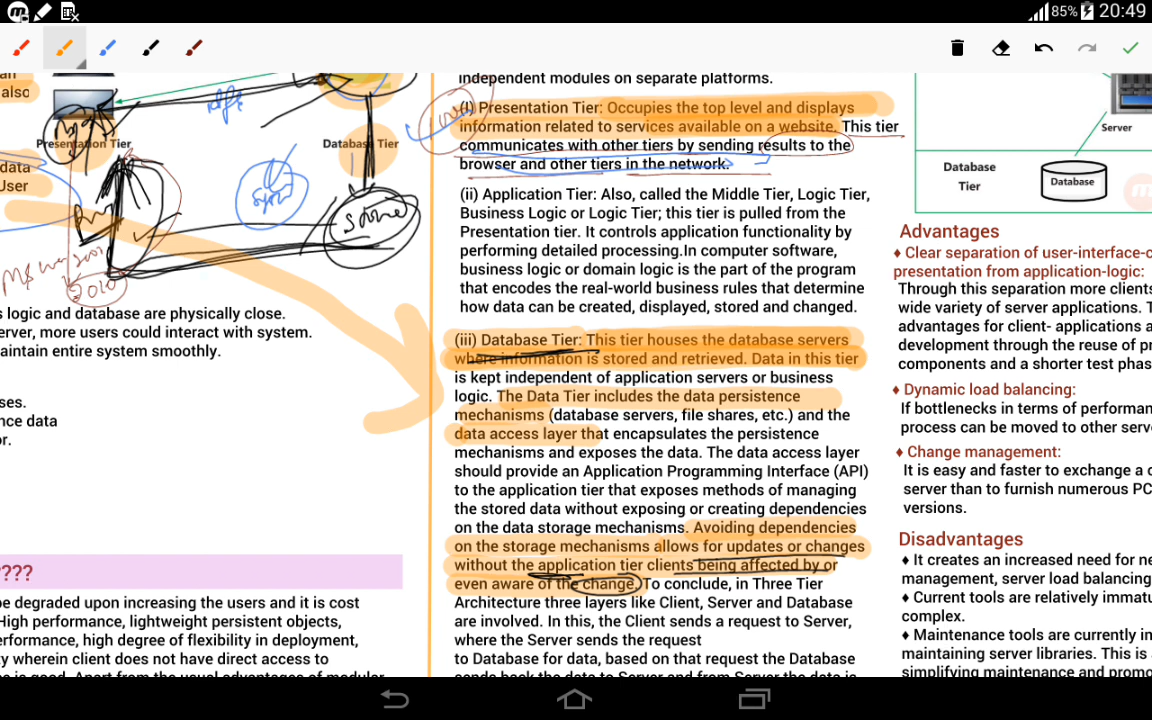 85% 20:49
an
also
Presentation Tier
Database Tier
data
User
store
2010
s logic and database are physically close.
erver, more users could interact with system.
aintain entire system smoothly.
ses.
nce data
or.
????
be degraded upon increasing the users and it is cost
High performance, lightweight persistent objects,
erformance, high degree of flexibility in deployment,
ty wherein client does not have direct access to
independent modules on separate platforms.
(I) Presentation Tier: Occupies the top level and displays
information related to services available on a website. This tier
communicates with other tiers by sending results to the
browser and other tiers in the network.
(ii) Application Tier: Also, called the Middle Tier, Logic Tier,
Business Logic or Logic Tier; this tier is pulled from the
Presentation tier. It controls application functionality by
performing detailed processing.In computer software,
business logic or domain logic is the part of the program
that encodes the real-world business rules that determine
how data can be created, displayed, stored and changed.
(iii) Database Tier: This tier houses the database servers
where information is stored and retrieved. Data in this tier
is kept independent of application servers or business
logic. The Data Tier includes the data persistence
mechanisms (database servers, file shares, etc.) and the
data access layer that encapsulates the persistence
mechanisms and exposes the data. The data access layer
should provide an Application Programming Interface (API)
to the application tier that exposes methods of managing
the stored data without exposing or creating dependencies
on the data storage mechanisms. Avoiding dependencies
on the storage mechanisms allows for updates or changes
without the application tier clients being affected by or
even aware of the change. To conclude, in Three Tier
Architecture three layers like Client, Server and Database
are involved. In this, the Client sends a request to Server,
where the Server sends the request
to Database for data, based on that request the Database
Server
Database
Tier
Database
Advantages
♦ Clear separation of user-interface-c
presentation from application-logic:
Through this separation more clients
wide variety of server applications. T
advantages for client- applications a
development through the reuse of pr
components and a shorter test phas
♦ Dynamic load balancing:
If bottlenecks in terms of performan
process can be moved to other serv
♦ Change management:
It is easy and faster to exchange a c
server than to furnish numerous PC
versions.
Disadvantages
♦ It creates an increased need for ne
management, server load balancing
♦ Current tools are relatively immatu
complex.
♦ Maintenance tools are currently in
maintaining server libraries. This is
simplifying maintenance and promo